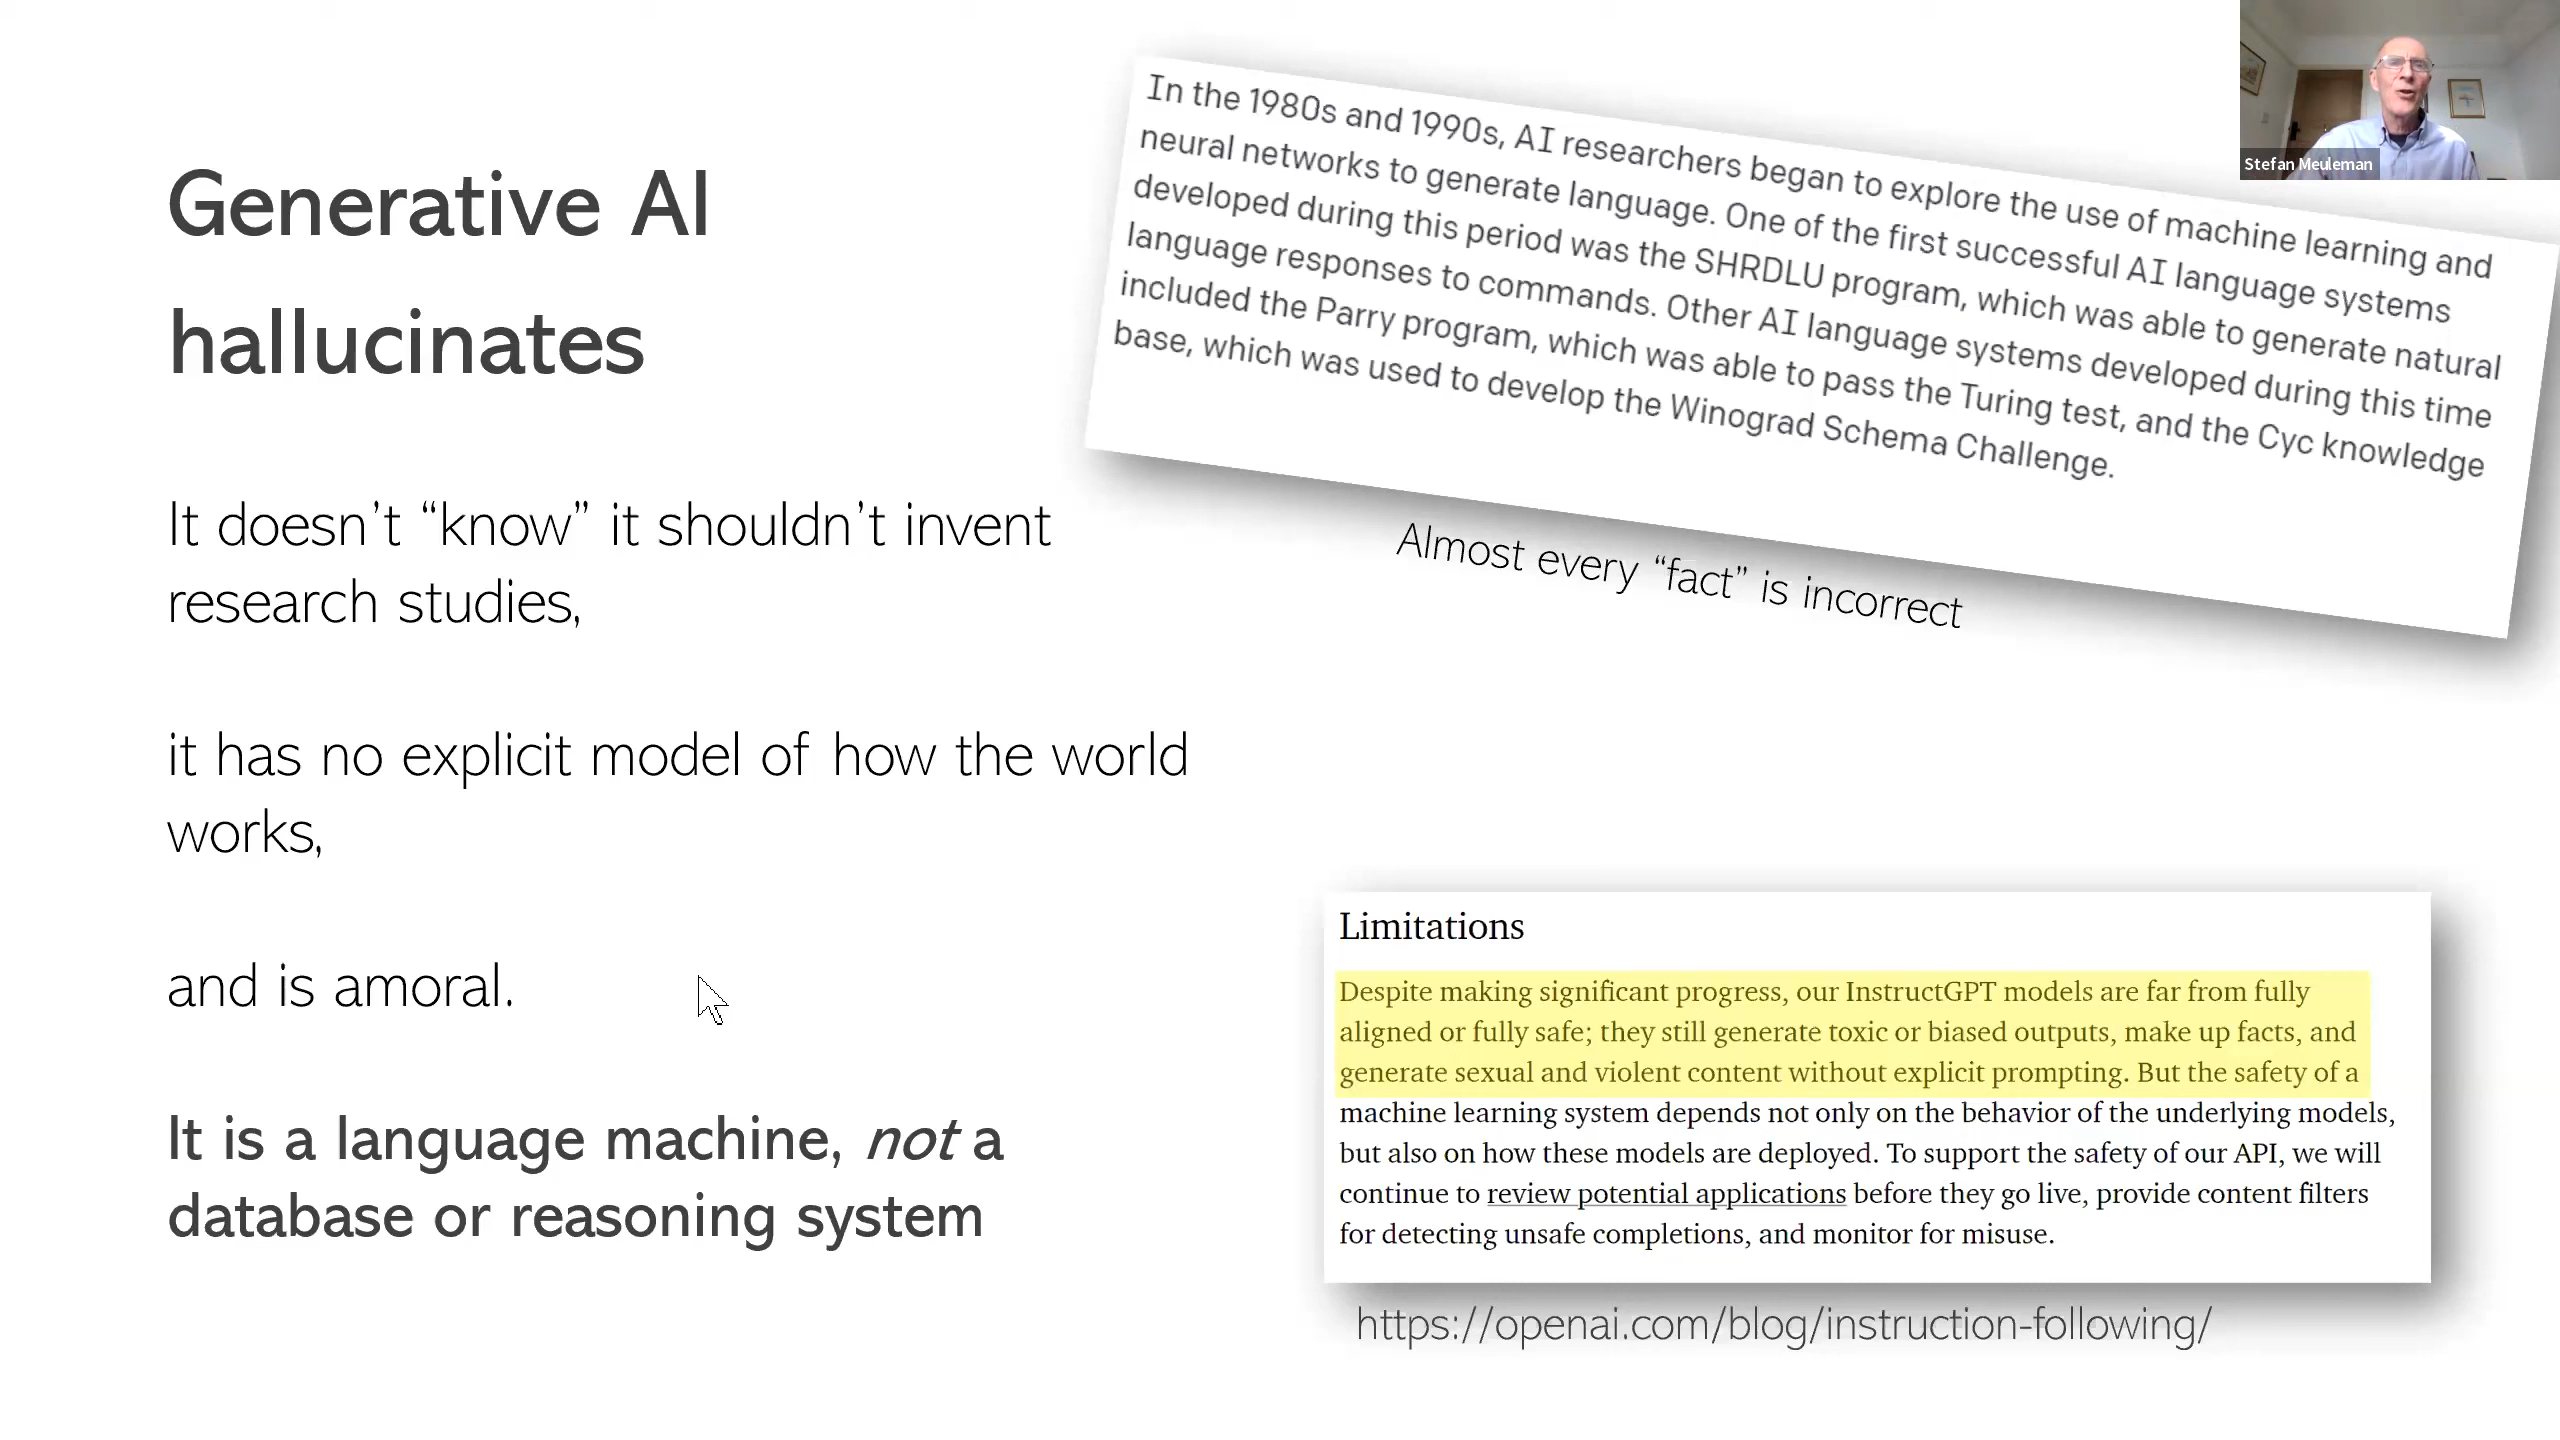 Generative AI
hallucinates
It doesn’t “know” it shouldn’t invent
research studies,
it has no explicit model of how the world
works,
and is amoral.
It is a language machine, not a
database or reasoning system
In the 1980s and 1990s, AI researchers began to explore the use of machine learning and
neural networks to generate language. One of the first successful AI language systems
developed during this period was the SHRDLU program, which was able to generate natural
language responses to commands. Other AI language systems developed during this time
included the Parry program, which was able to pass the Turing test, and the Cyc knowledge
base, which was used to develop the Winograd Schema Challenge.
Almost every “fact” is incorrect
Stefan Meuleman
Limitations
Despite making significant progress, our InstructGPT models are far from fully
aligned or fully safe; they still generate toxic or biased outputs, make up facts, and
generate sexual and violent content without explicit prompting. But the safety of a
machine learning system depends not only on the behavior of the underlying models,
but also on how these models are deployed. To support the safety of our API, we will
continue to review potential applications before they go live, provide content filters
for detecting unsafe completions, and monitor for misuse.
https://openai.com/blog/instruction-following/